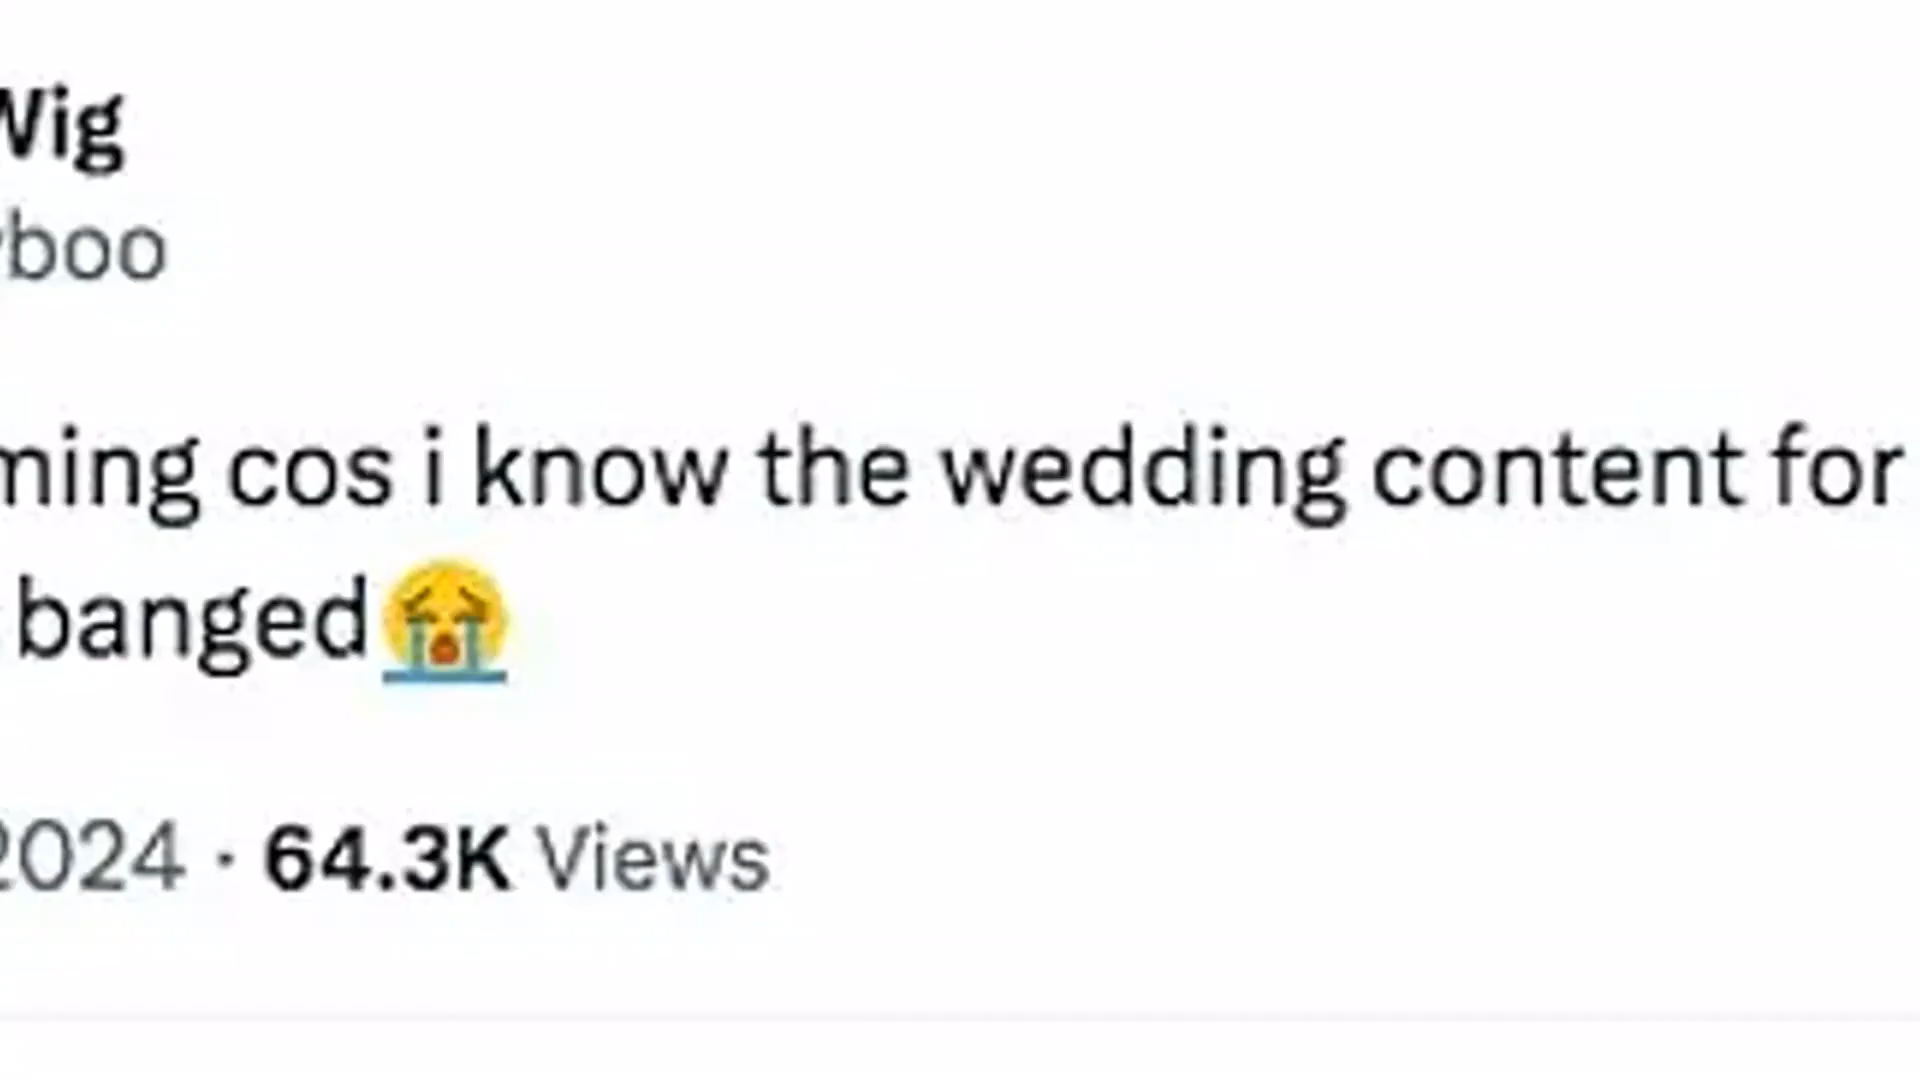 Wig
boo
ming cos i know the wedding content for
banged😭
2024 · 64.3K Views